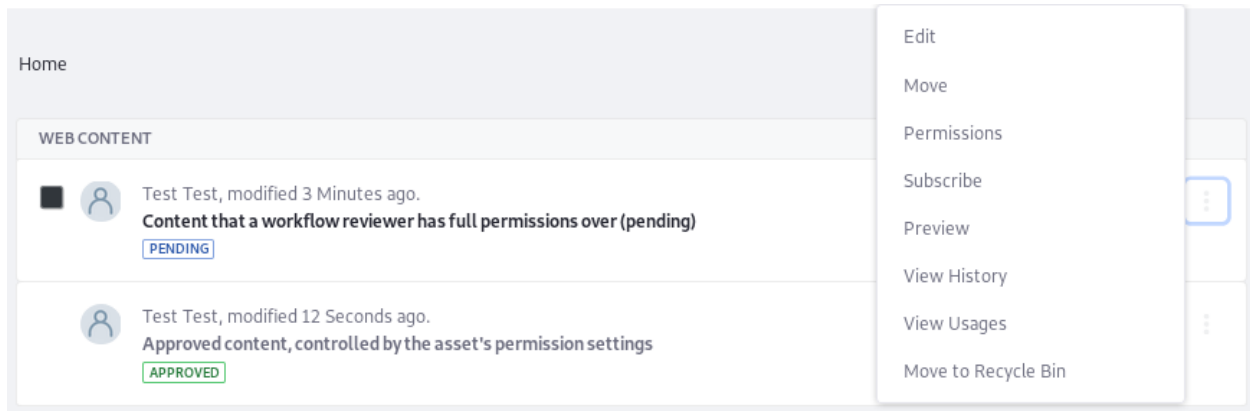 Home
WEB CONTENT
Test Test, modified 3 Minutes ago.
Content that a workflow reviewer has full permissions over (pending)
PENDING
Test Test, modified 12 Seconds ago.
Approved content, controlled by the asset's permission settings
APPROVED
Edit
Move
Permissions
Subscribe
Preview
View History
View Usages
Move to Recycle Bin